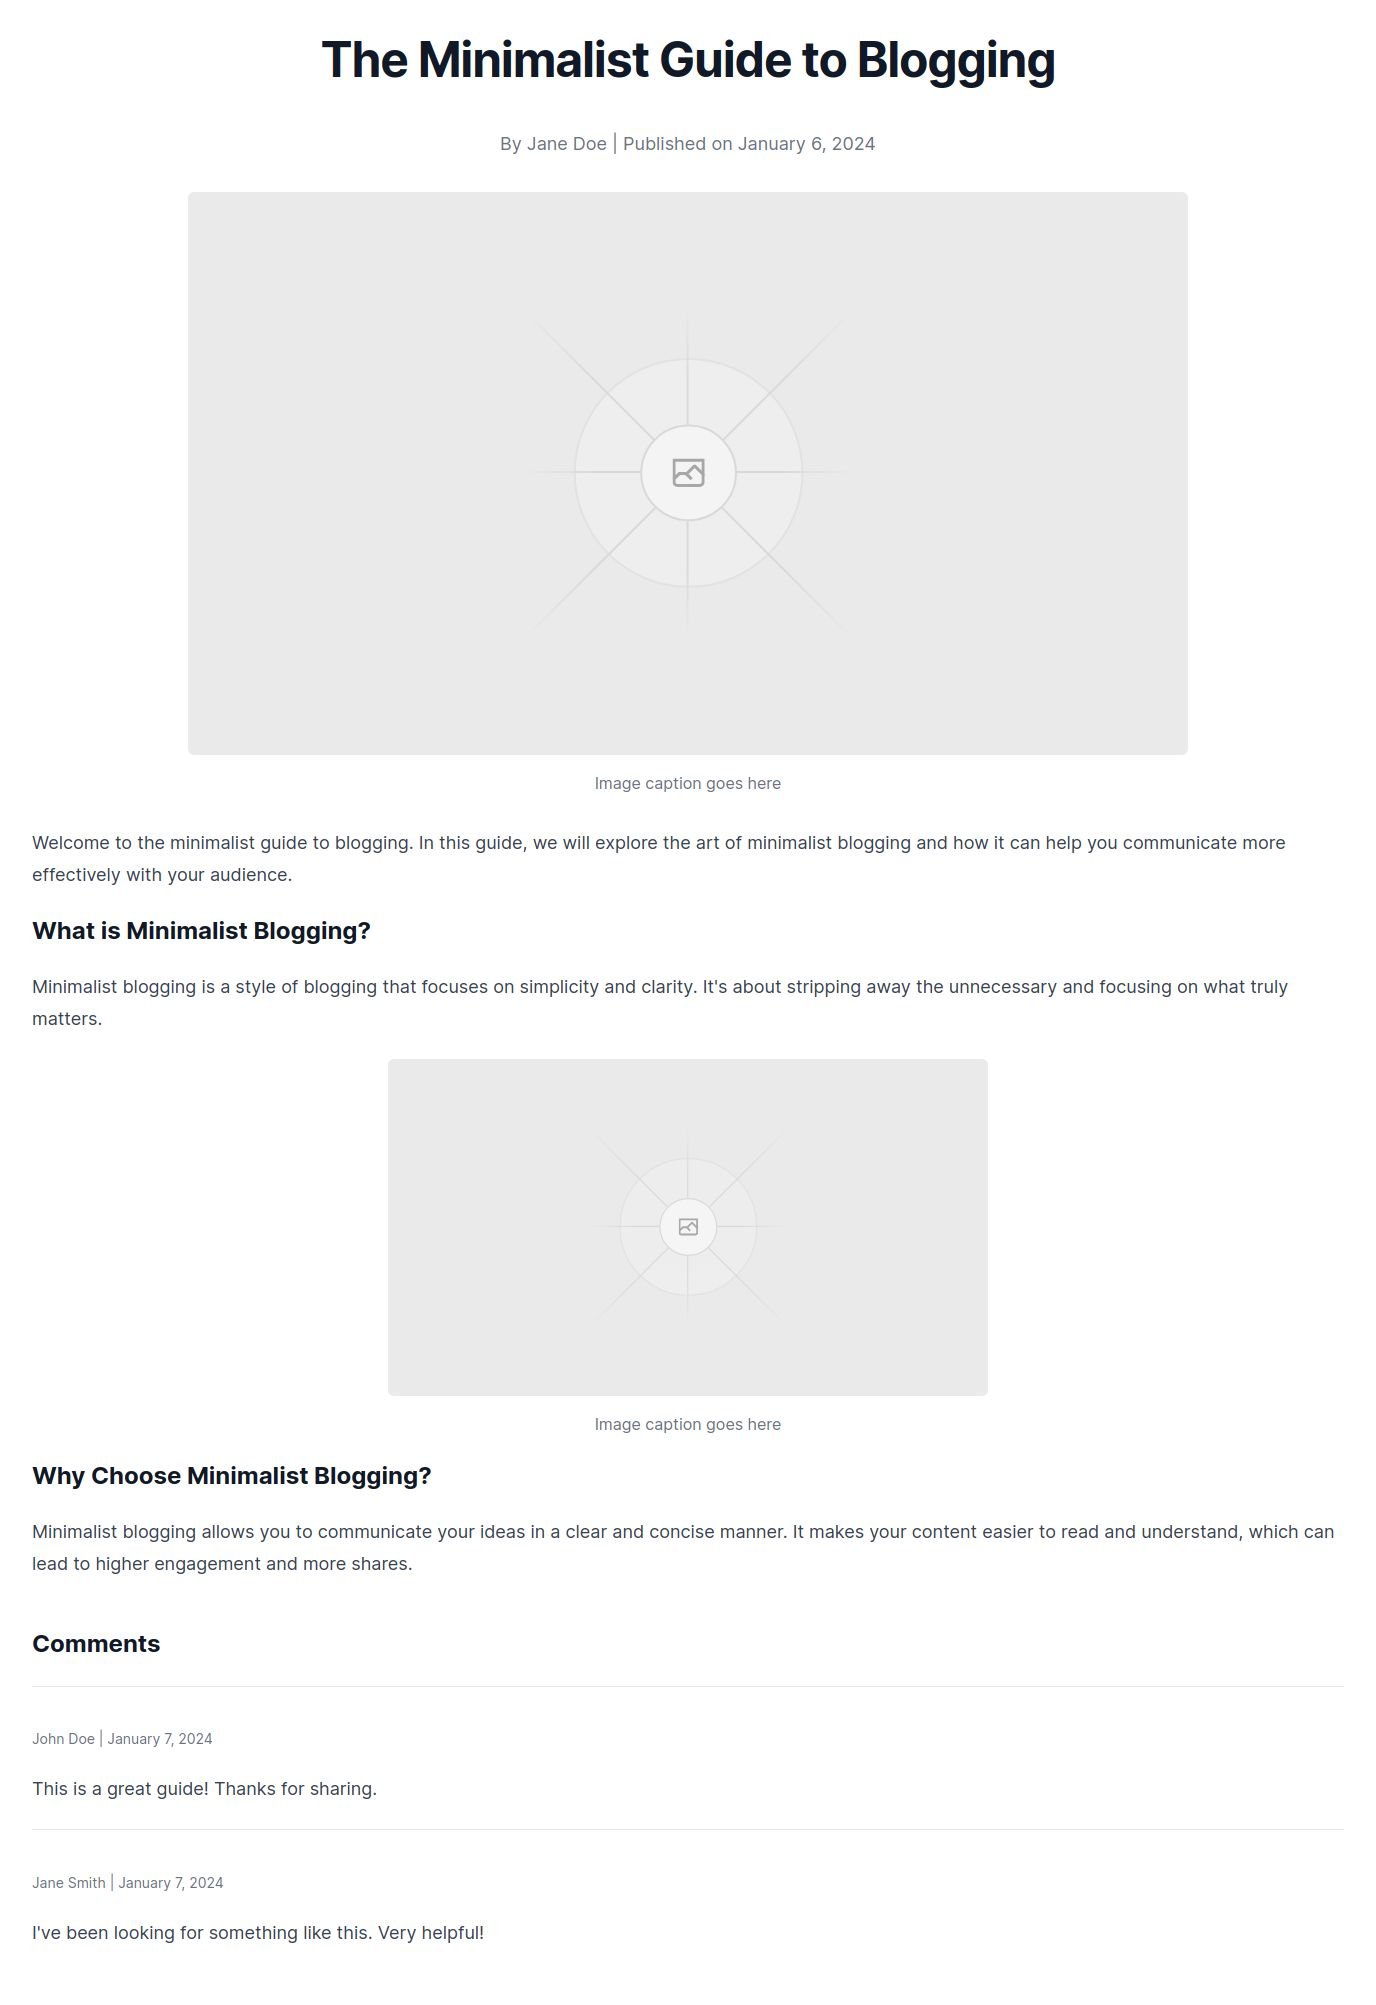 The Minimalist Guide to Blogging
By Jane Doe | Published on January 6, 2024
Image caption goes here
Welcome to the minimalist guide to blogging. In this guide, we will explore the art of minimalist blogging and how it can help you communicate more
effectively with your audience.
What is Minimalist Blogging?
Minimalist blogging is a style of blogging that focuses on simplicity and clarity. It's about stripping away the unnecessary and focusing on what truly
matters.
Image caption goes here
Why Choose Minimalist Blogging?
Minimalist blogging allows you to communicate your ideas in a clear and concise manner. It makes your content easier to read and understand, which can
lead to higher engagement and more shares.
Comments
John Doe | January 7, 2024
This is a great guide! Thanks for sharing.
Jane Smith | January 7, 2024
I've been looking for something like this. Very helpful!